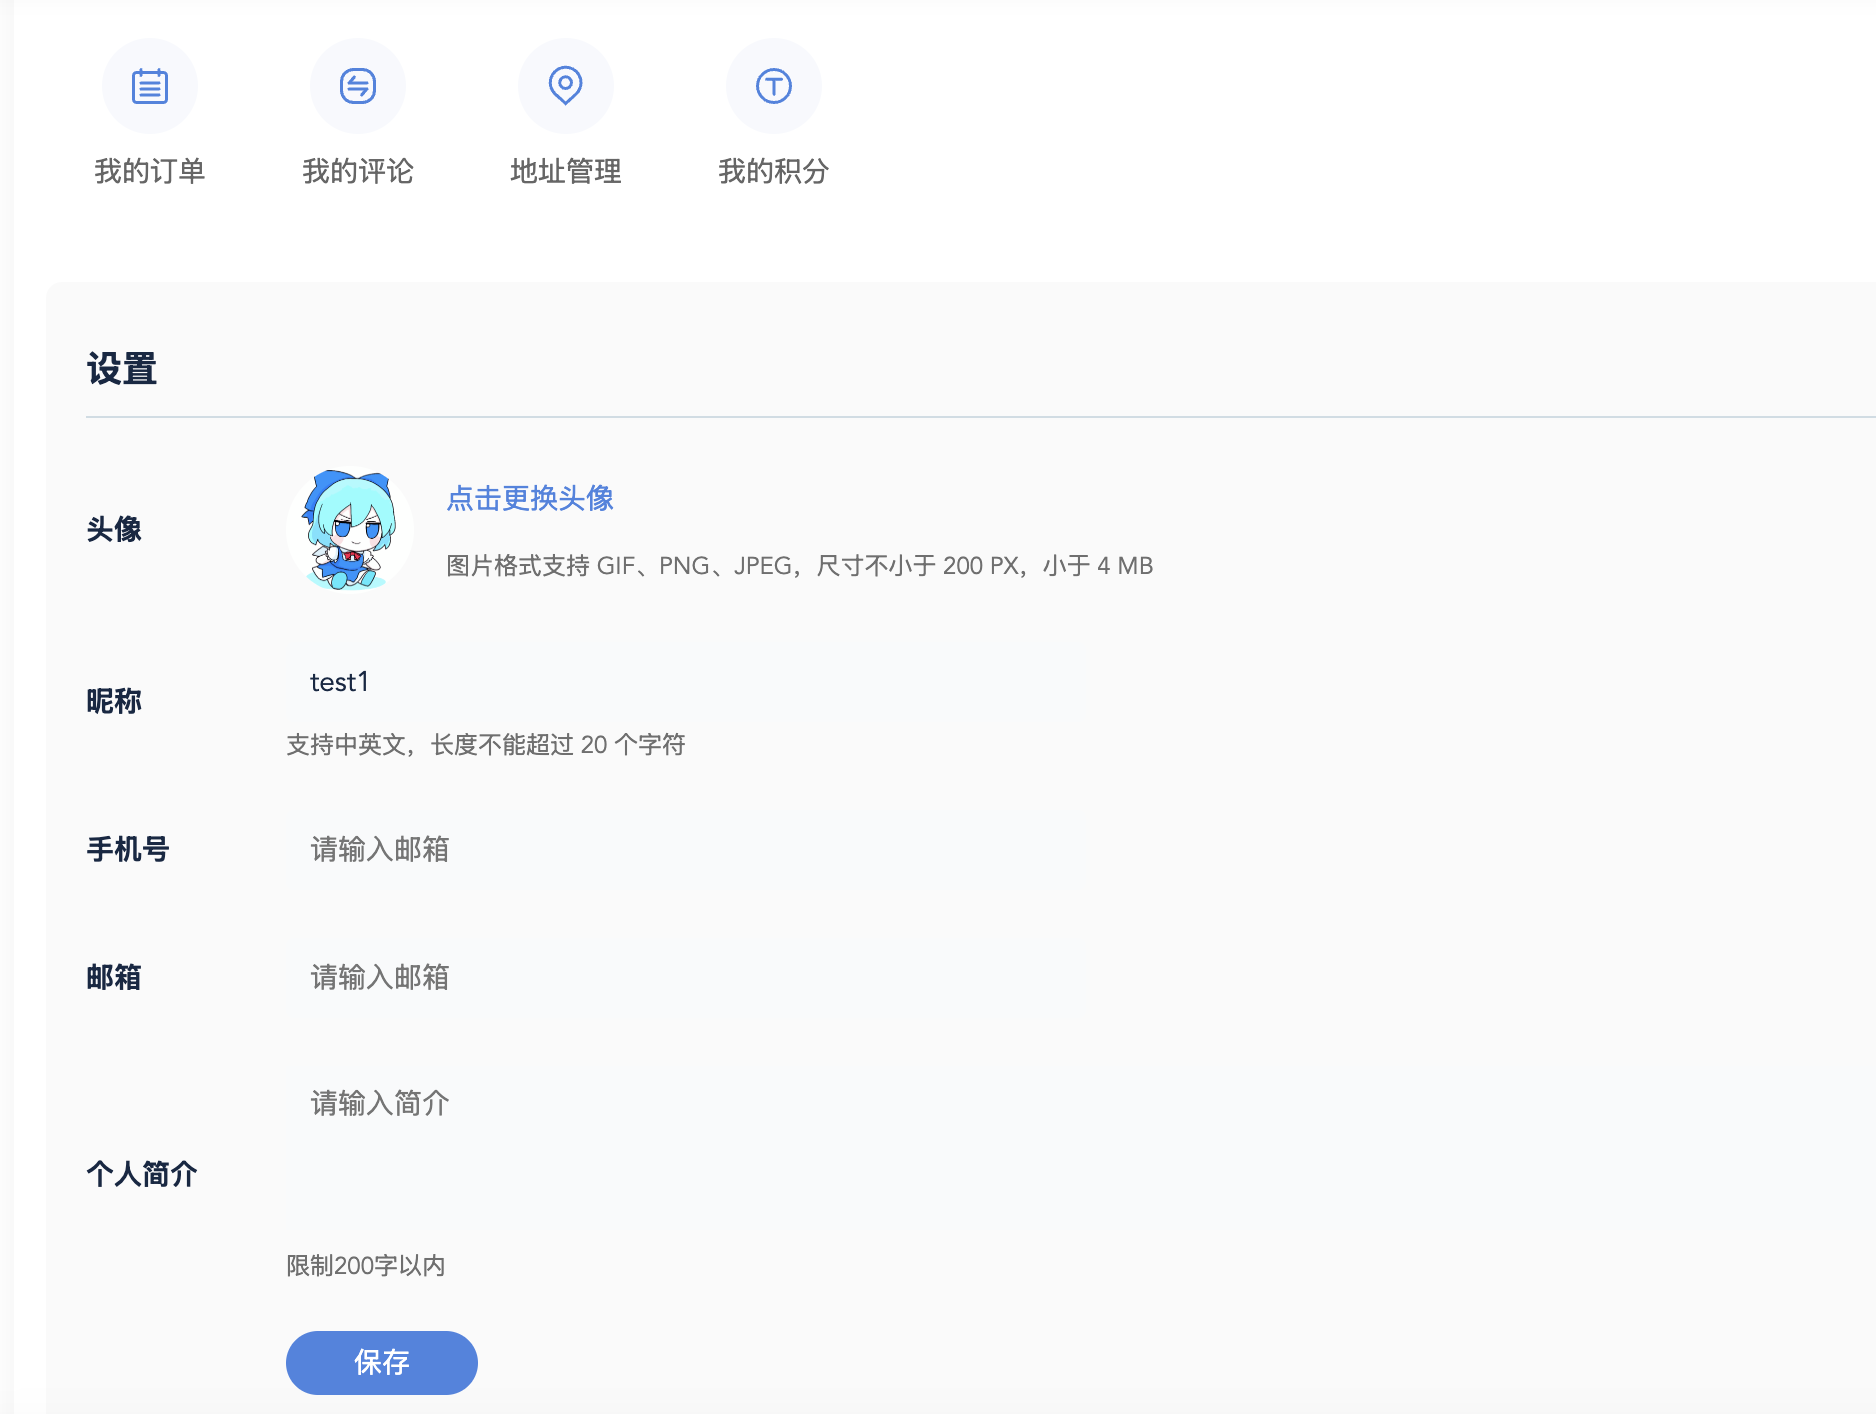 我的订单
我的评论
地址管理
我的积分
设置
头像
点击更换头像
图片格式支持 GIF、PNG、JPEG，尺寸不小于 200 PX，小于 4 MB
昵称
test1
支持中英文，长度不能超过 20 个字符
手机号
请输入邮箱
邮箱
请输入邮箱
个人简介
请输入简介
限制200字以内
保存